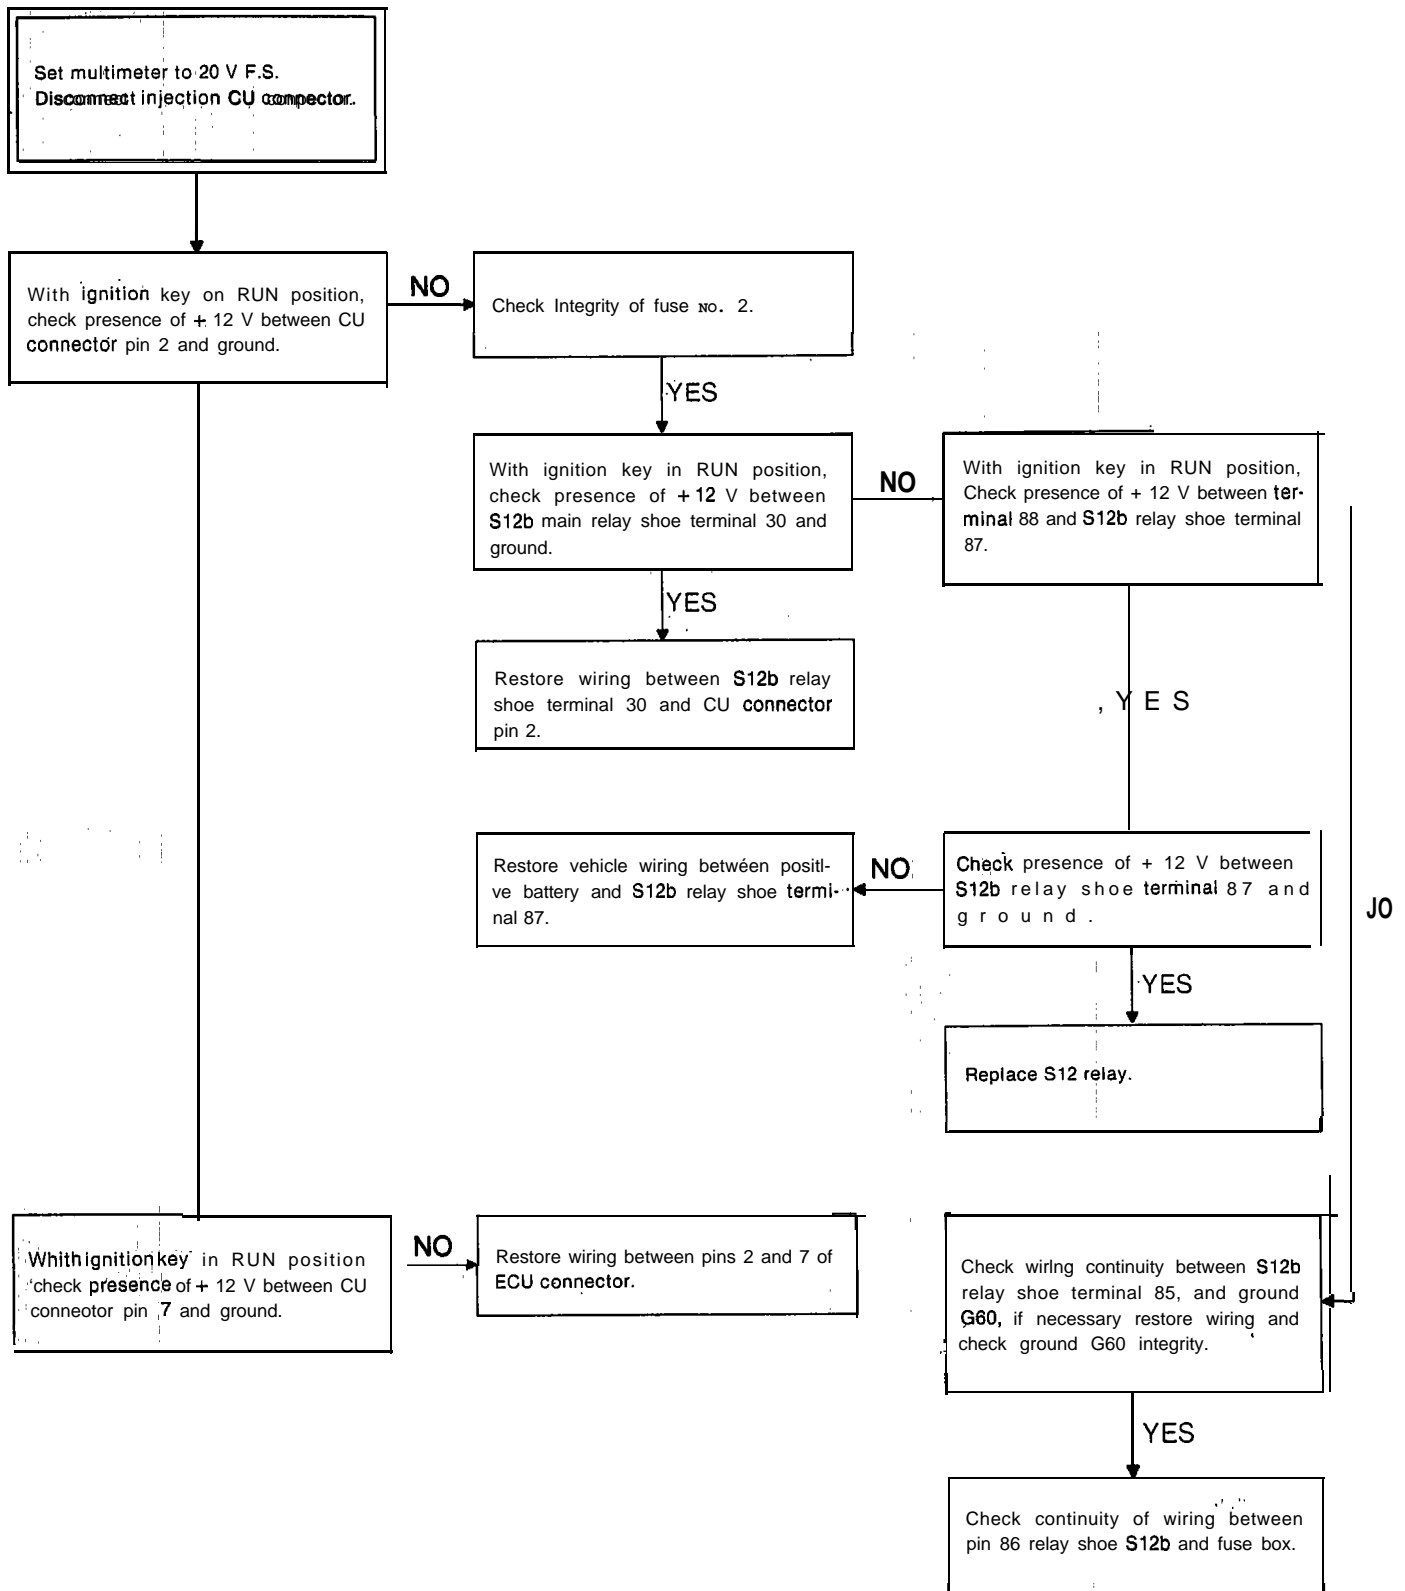 Set multimeter to 20 V F.S.
Disconnect injection CU connector.
With ignition key on RUN position,
check presence of + 12 V between CU
connector pin 2 and ground.
NO
Check Integrity of fuse NO. 2.
YES
With ignition key in RUN position,
check presence of + 12 V between
S12b main relay shoe terminal 30 and
ground.
NO
With ignition key in RUN position,
Check presence of + 12 V between ter-
minal 88 and S12b relay shoe terminal
87.
YES
Restore wiring between S12b relay
shoe terminal 30 and CU connector
pin 2.
, YES
Restore vehicle wiring between positi-
ve battery and S12b relay shoe termi-
nal 87.
NO
Check presence of + 12 V between
S12b relay shoe terminal 87 and
ground.
JO
YES
Replace S12 relay.
Whith ignition key in RUN position
check presence of + 12 V between CU
conneotor pin 7 and ground.
NO
Restore wiring between pins 2 and 7 of
ECU connector.
Check wirIng continuity between S12b
relay shoe terminal 85, and ground
G60, if necessary restore wiring and
check ground G60 integrity.
YES
Check continuity of wiring between
pin 86 relay shoe S12b and fuse box.